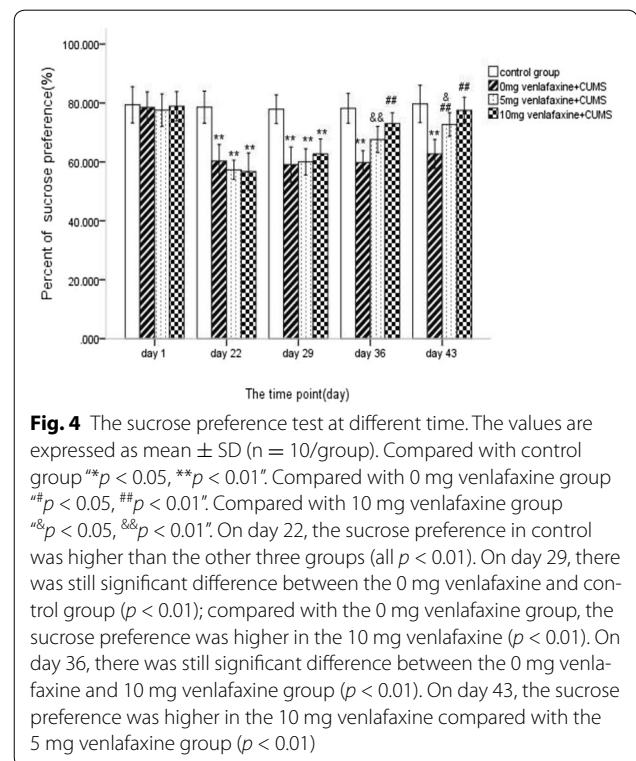 100.000
80.000
60.000
40.000
20.000
.000
Percent of sucrose preference(%)
control group
0mg venlafaxine+CUMS
5mg venlafaxine+CUMS
10mg venlafaxine+CUMS
** ** **
** ** **
** && ##
** & ## ##
day 1 day 22 day 29 day 36 day 43
The time point(day)
Fig. 4 The sucrose preference test at different time. The values are
expressed as mean ± SD (n = 10/group). Compared with control
group "*p < 0.05, **p < 0.01". Compared with 0 mg venlafaxine group
"#p < 0.05, ##p < 0.01". Compared with 10 mg venlafaxine group
"&p < 0.05, &&p < 0.01". On day 22, the sucrose preference in control
was higher than the other three groups (all p < 0.01). On day 29, there
was still significant difference between the 0 mg venlafaxine and con-
trol group (p < 0.01); compared with the 0 mg venlafaxine group, the
sucrose preference was higher in the 10 mg venlafaxine (p < 0.01). On
day 36, there was still significant difference between the 0 mg venla-
faxine and 10 mg venlafaxine group (p < 0.01). On day 43, the sucrose
preference was higher in the 10 mg venlafaxine compared with the
5 mg venlafaxine group (p < 0.01)